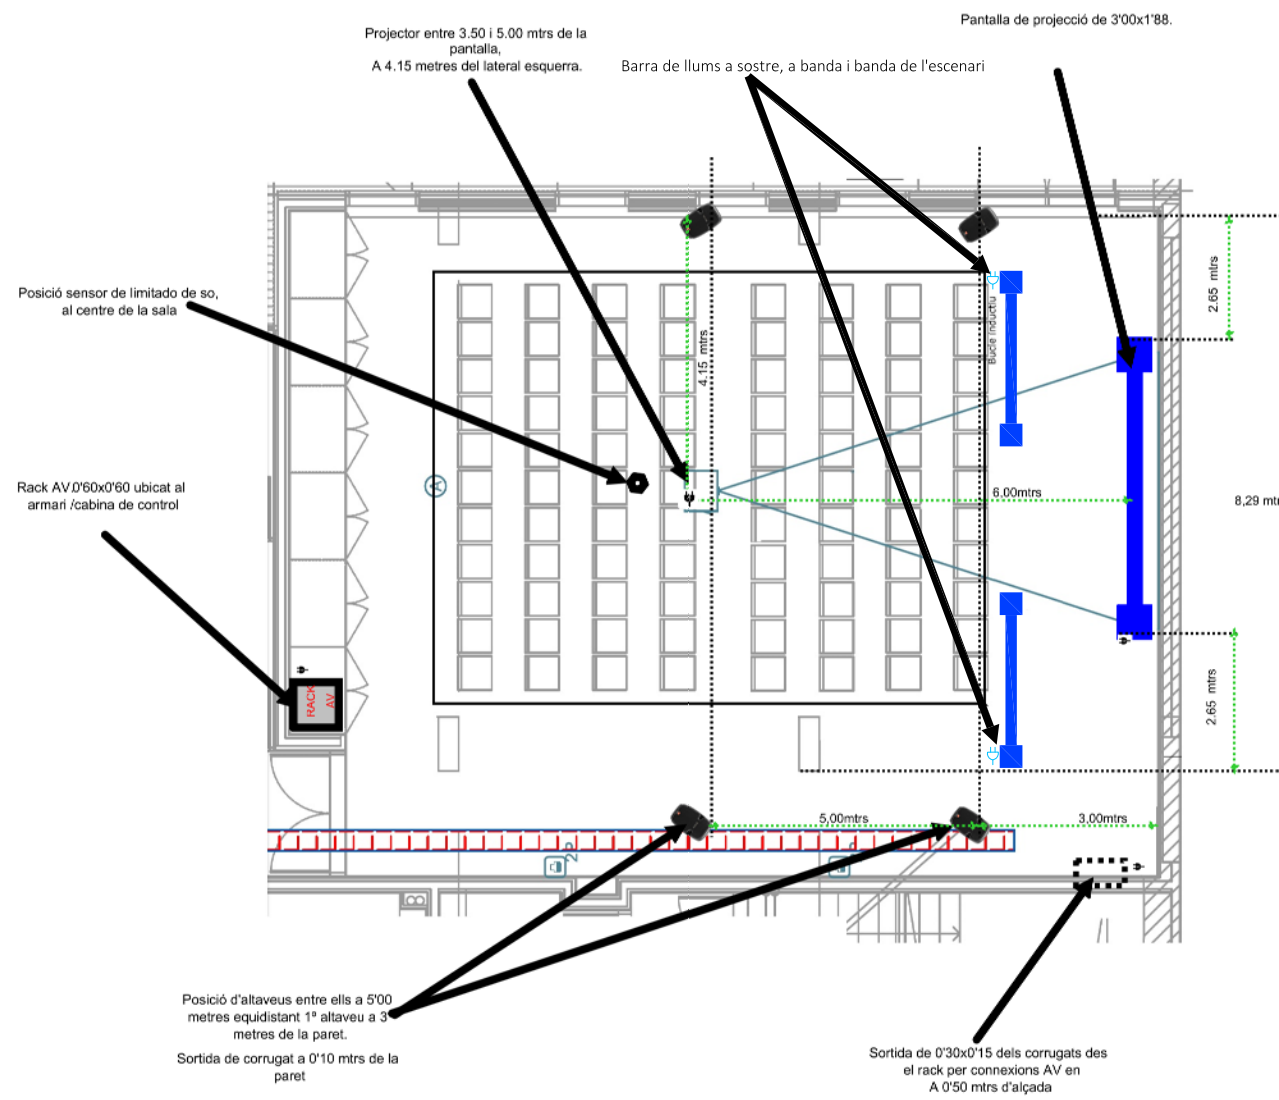 Pantalla de projecció de 3'00x1'88.
Projector entre 3.50 i 5.00 mtrs de la
pantalla,
A 4.15 metres del lateral esquerra.
Barra de llums a sostre, a banda i banda de l'escenari
2.65 mtrs
Posició sensor de limitado de so,
al centre de la sala
Bucle inductiu
4.15 mtrs
Rack AV,0'60x0'60 ubicat al
armari /cabina de control
A
6,00mtrs
8,29 mtr
RACK
AV
2.65 mtrs
5,00mtrs
3,00mtrs
Posició d'altaveus entre ells a 5'00
metres equidistant 1ª altaveu a 3
metres de la paret.
Sortida de corrugat a 0'10 mtrs de la
paret
Sortida de 0'30x0'15 dels corrugats des
el rack per connexions AV en
A 0'50 mtrs d'alçada